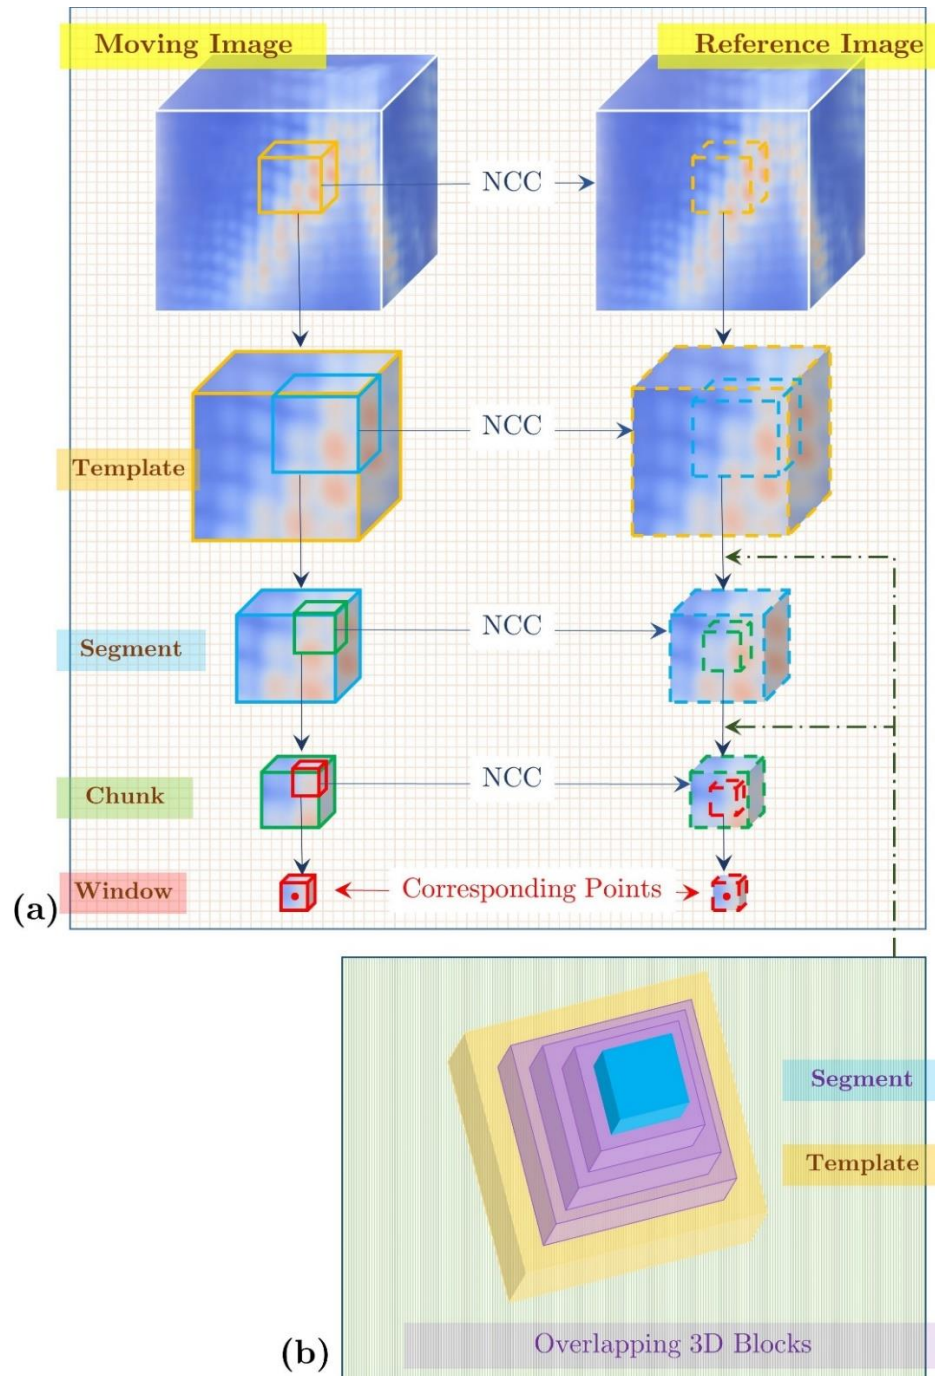 Moving Image
Reference Image
NCC
NCC
Template
NCC
Segment
NCC
Chunk
Window
Corresponding Points
(a)
Segment
Template
Overlapping 3D Blocks
(b)